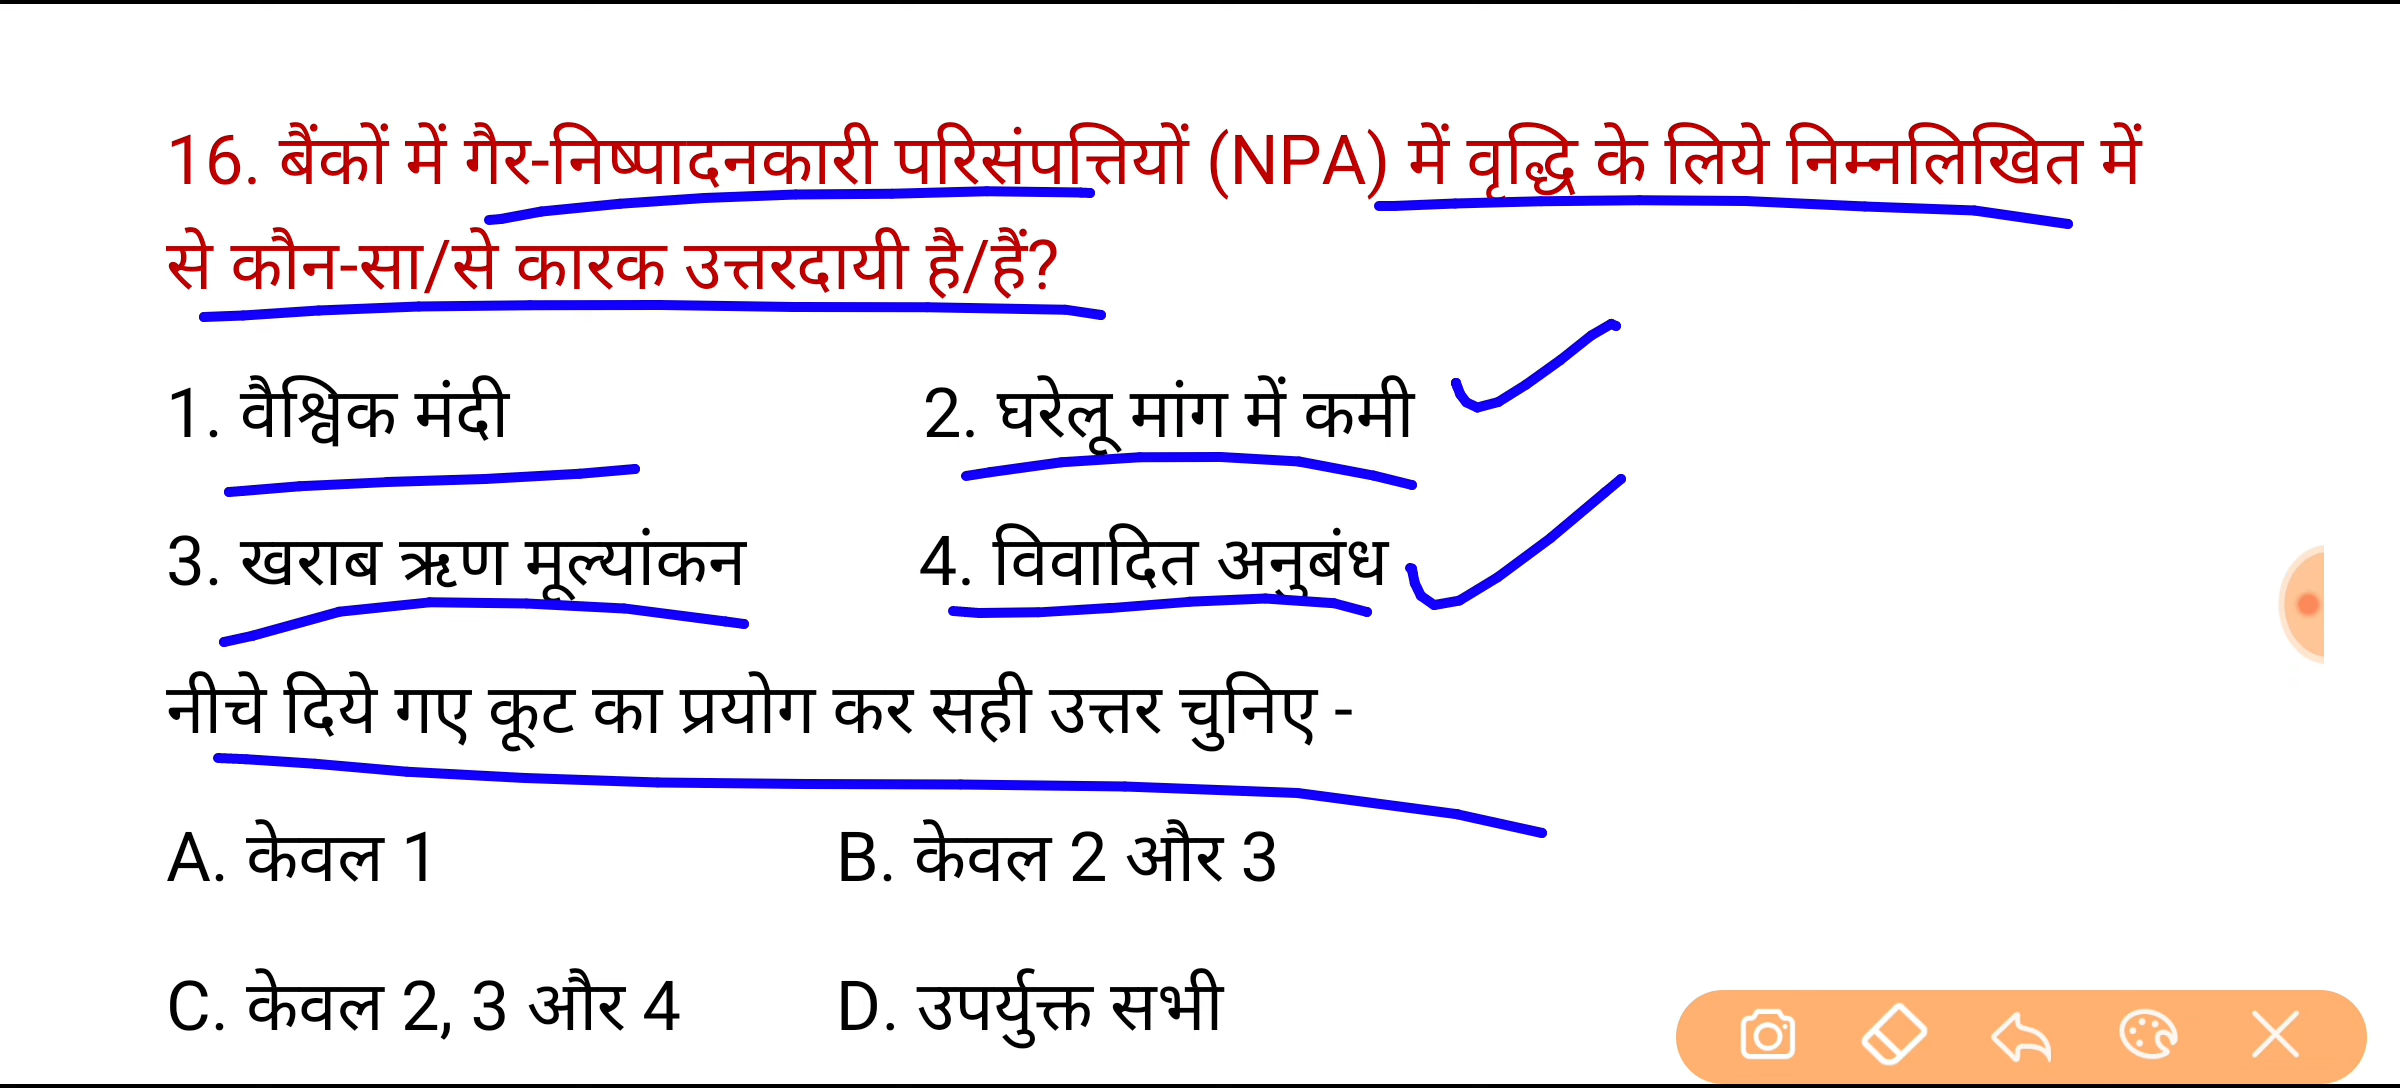 16. बैंकों में गैर-निष्पादनकारी परिसंपत्तियों (NPA) में वृद्धि के लिये निम्नलिखित में
से कौन-सा/से कारक उत्तरदायी है/हैं?
1. वैश्विक मंदी 2. घरेलू मांग में कमी
3. खराब ऋण मूल्यांकन 4. विवादित अनुबंध
नीचे दिये गए कूट का प्रयोग कर सही उत्तर चुनिए -
A. केवल 1 B. केवल 2 और 3
C. केवल 2, 3 और 4 D. उपर्युक्त सभी